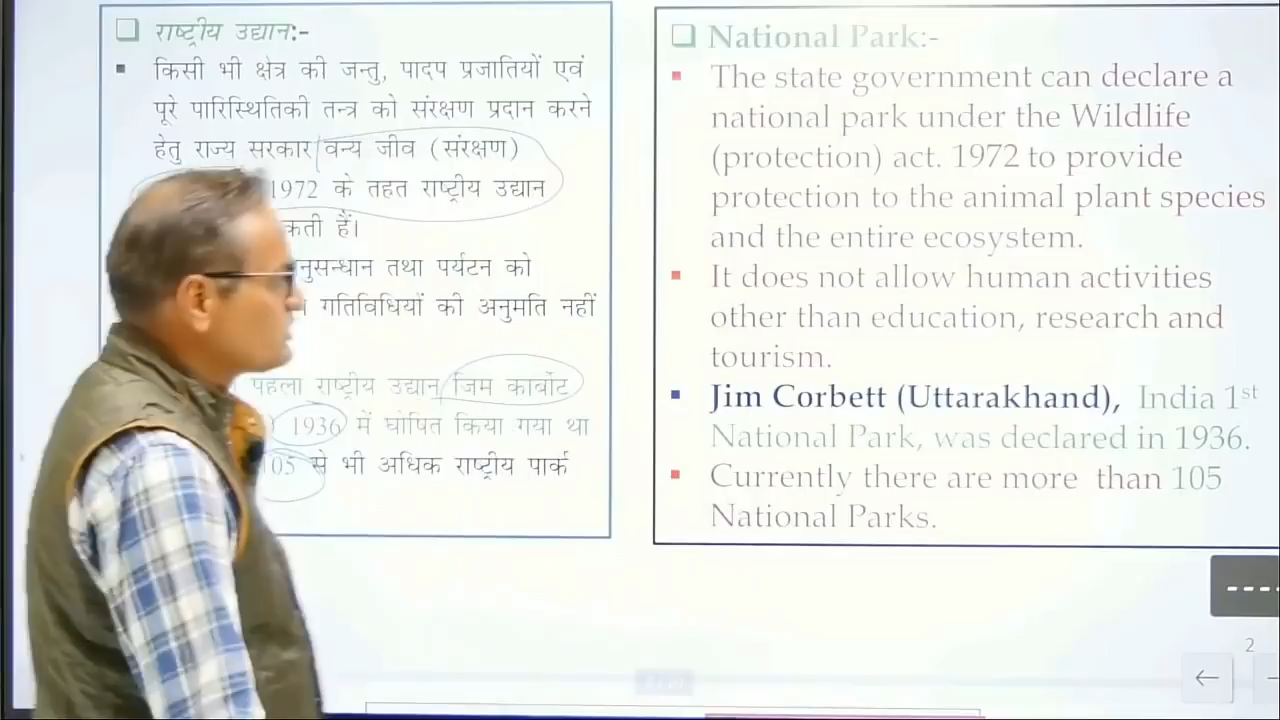 राष्ट्रीय उद्यान:-
किसी भी क्षेत्र की जन्तु, पादप प्रजातियों एवं
पूरे पारिस्थितिकी तन्त्र को संरक्षण प्रदान करने
हेतु राज्य सरकार वन्य जीव (संरक्षण)
1972 के तहत राष्ट्रीय उद्यान
हैं।
तथा पर्यटन को
गतिविधियों की अनुमति नहीं
पहला राष्ट्रीय उद्यान जिम कार्बेट
) 1936 में घोषित किया गया था
105 से भी अधिक राष्ट्रीय पार्क
National Park:-
The state government can declare a
national park under the Wildlife
(protection) act. 1972 to provide
protection to the animal plant species
and the entire ecosystem.
It does not allow human activities
other than education, research and
tourism.
Jim Corbett (Uttarakhand), India 1st
National Park, was declared in 1936.
Currently there are more than 105
National Parks.
2